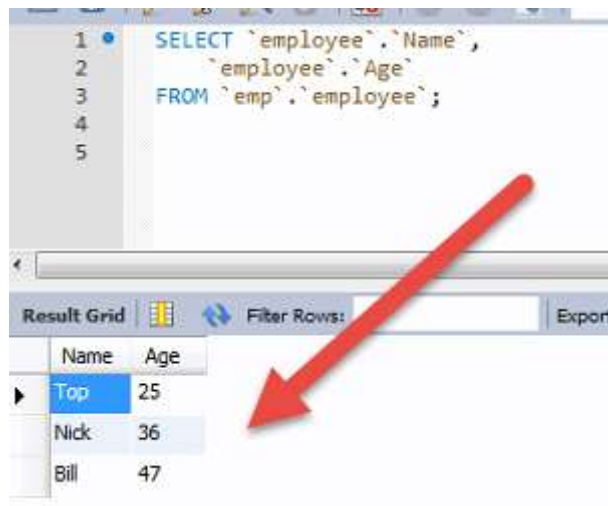 1 SELECT `employee`.`Name`,
2 `employee`.`Age`
3 FROM `emp`.`employee`;
4
5
Result Grid Filter Rows: Export
Name Age
Top 25
Nick 36
Bill 47